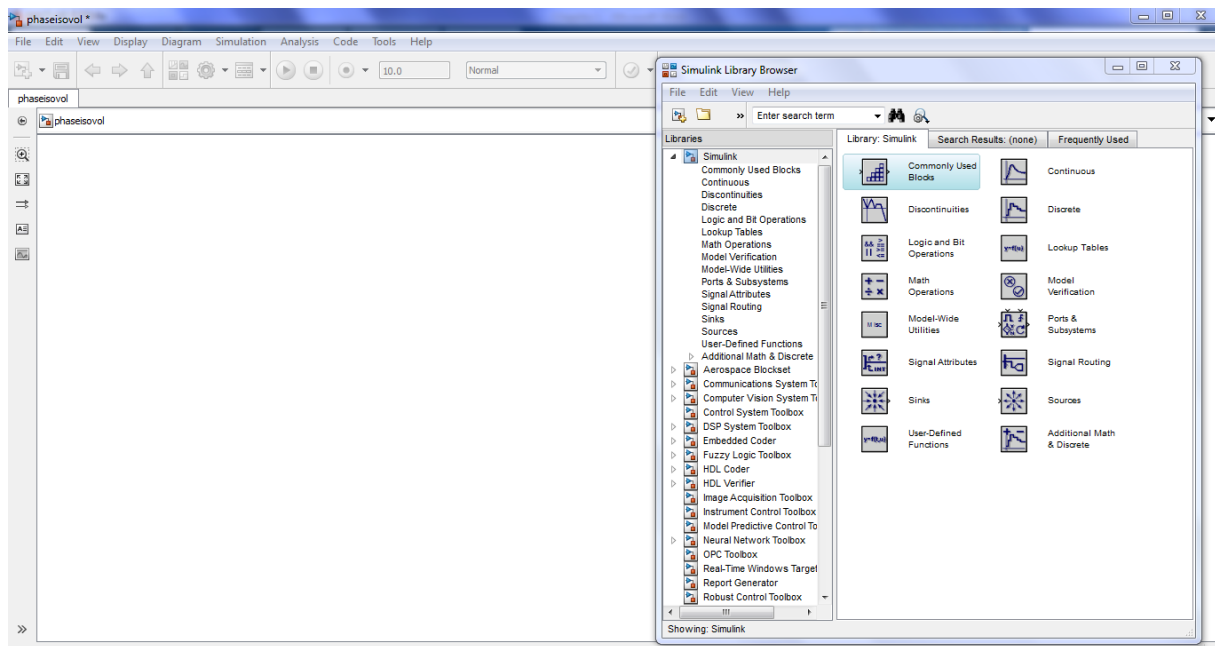 phaseisovol *
File Edit View Display Diagram Simulation Analysis Code Tools Help
10.0 Normal
phaseisovol
phaseisovol
Simulink Library Browser
File Edit View Help
» Enter search term
Libraries
Simulink
Commonly Used Blocks
Continuous
Discontinuities
Discrete
Logic and Bit Operations
Lookup Tables
Math Operations
Model Verification
Model-Wide Utilities
Ports & Subsystems
Signal Attributes
Signal Routing
Sinks
Sources
User-Defined Functions
Additional Math & Discrete
Aerospace Blockset
Communications System To
Computer Vision System T
Control System Toolbox
DSP System Toolbox
Embedded Coder
Fuzzy Logic Toolbox
HDL Coder
HDL Verifier
Image Acquisition Toolbox
Instrument Control Toolbox
Model Predictive Control To
Neural Network Toolbox
OPC Toolbox
Real-Time Windows Target
Report Generator
Robust Control Toolbox
Library: Simulink Search Results: (none) Frequently Used
Commonly Used
Blocks
Continuous
Discontinuities
Discrete
Logic and Bit
Operations
y=f(u)
Lookup Tables
Math
Operations
Model
Verification
Misc
Model-Wide
Utilities
Ports &
Subsystems
Signal Attributes
Signal Routing
Sinks
Sources
y=f(u)
User-Defined
Functions
Additional Math
& Discrete
Showing: Simulink